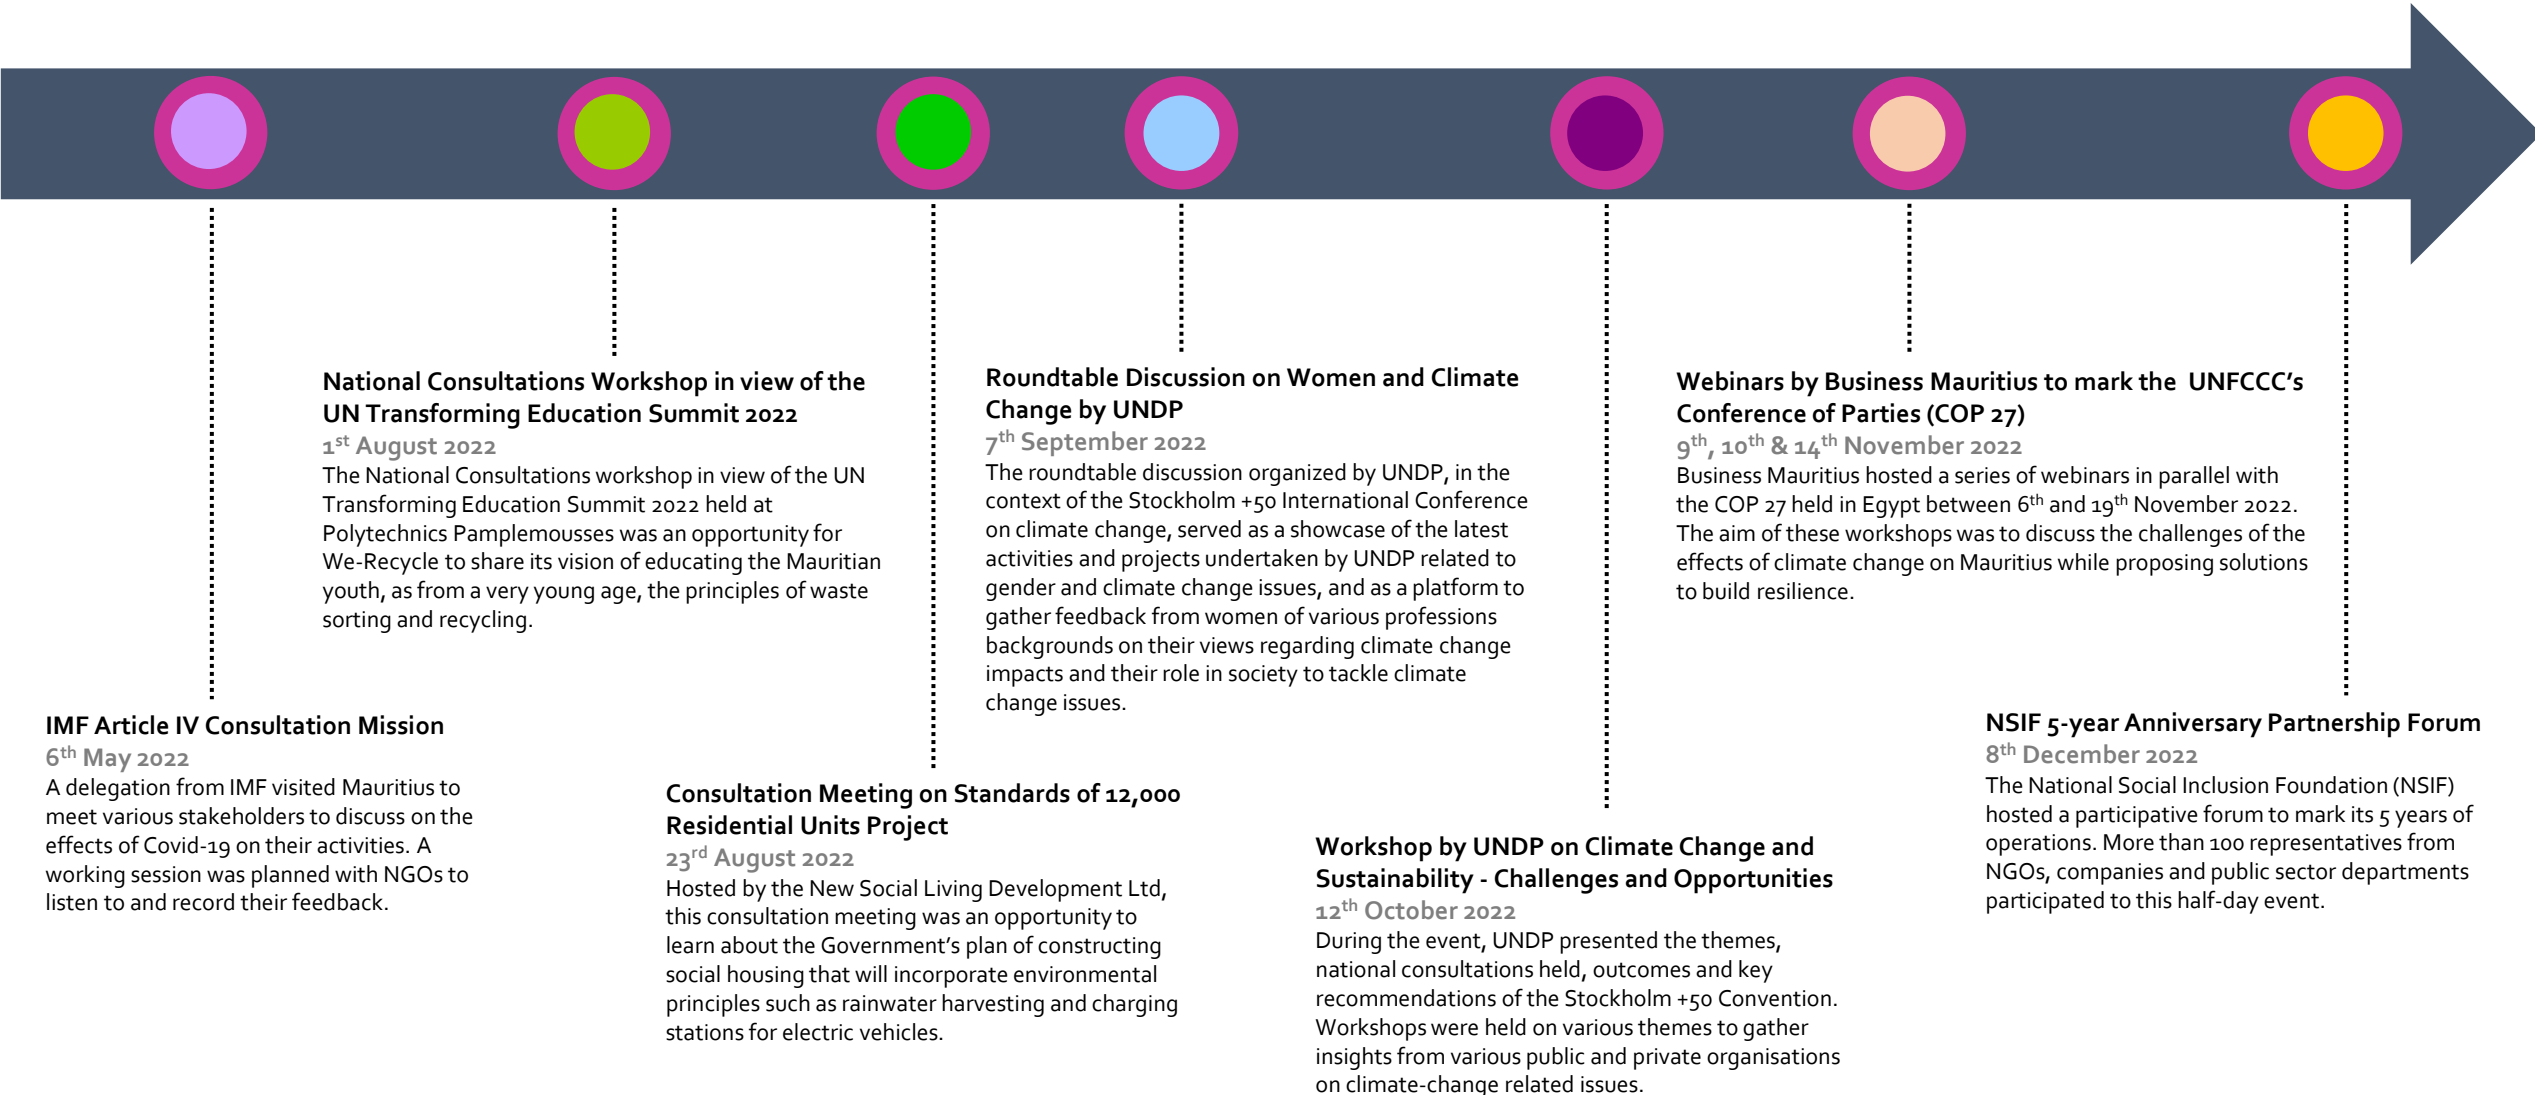 IMF Article IV Consultation Mission
6th May 2022
A delegation from IMF visited Mauritius to
meet various stakeholders to discuss on the
effects of Covid-19 on their activities. A
working session was planned with NGOs to
listen to and record their feedback.
National Consultations Workshop in view of the
UN Transforming Education Summit 2022
1st August 2022
The National Consultations workshop in view of the UN
Transforming Education Summit 2022 held at
Polytechnics Pamplemousses was an opportunity for
We-Recycle to share its vision of educating the Mauritian
youth, as from a very young age, the principles of waste
sorting and recycling.
Consultation Meeting on Standards of 12,000
Residential Units Project
23rd August 2022
Hosted by the New Social Living Development Ltd,
this consultation meeting was an opportunity to
learn about the Government’s plan of constructing
social housing that will incorporate environmental
principles such as rainwater harvesting and charging
stations for electric vehicles.
Roundtable Discussion on Women and Climate
Change by UNDP
7th September 2022
The roundtable discussion organized by UNDP, in the
context of the Stockholm +50 International Conference
on climate change, served as a showcase of the latest
activities and projects undertaken by UNDP related to
gender and climate change issues, and as a platform to
gather feedback from women of various professions
backgrounds on their views regarding climate change
impacts and their role in society to tackle climate
change issues.
Workshop by UNDP on Climate Change and
Sustainability - Challenges and Opportunities
12th October 2022
During the event, UNDP presented the themes,
national consultations held, outcomes and key
recommendations of the Stockholm +50 Convention.
Workshops were held on various themes to gather
insights from various public and private organisations
on climate-change related issues.
Webinars by Business Mauritius to mark the UNFCCC’s
Conference of Parties (COP 27)
9th, 10th & 14th November 2022
Business Mauritius hosted a series of webinars in parallel with
the COP 27 held in Egypt between 6th and 19th November 2022.
The aim of these workshops was to discuss the challenges of the
effects of climate change on Mauritius while proposing solutions
to build resilience.
NSIF 5-year Anniversary Partnership Forum
8th December 2022
The National Social Inclusion Foundation (NSIF)
hosted a participative forum to mark its 5 years of
operations. More than 100 representatives from
NGOs, companies and public sector departments
participated to this half-day event.